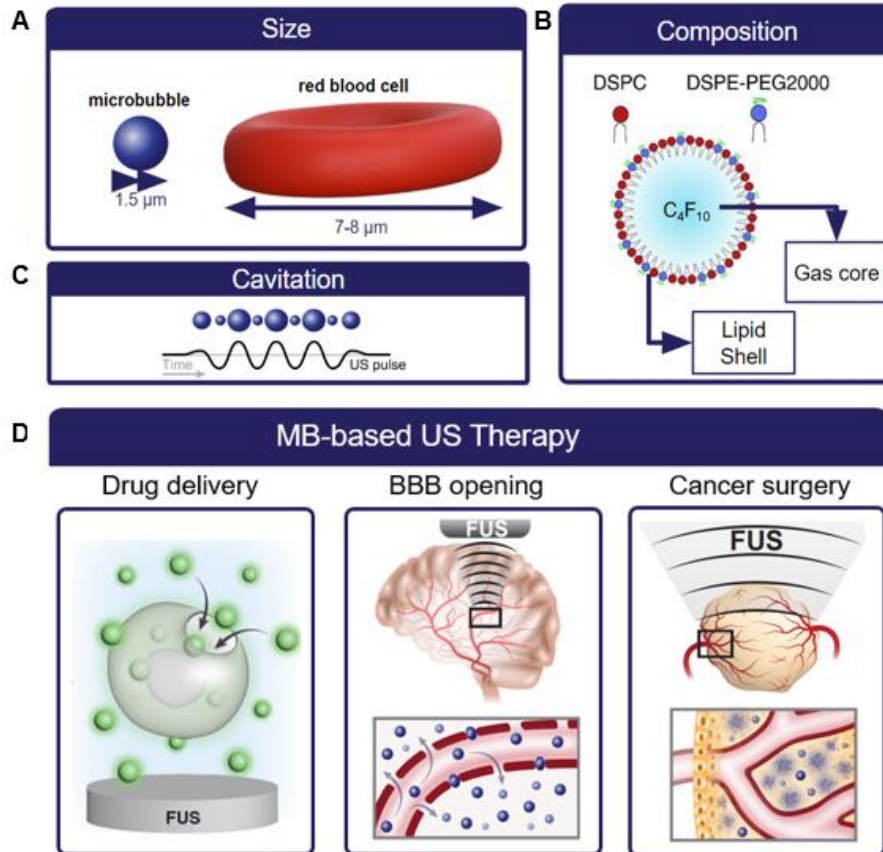 A
Size
microbubble
red blood cell
1.5 µm
7-8 µm
B
Composition
DSPC
DSPE-PEG2000
C₄F₁₀
Gas core
Lipid
Shell
C
Cavitation
Time
US pulse
D
MB-based US Therapy
Drug delivery
FUS
BBB opening
FUS
Cancer surgery
FUS